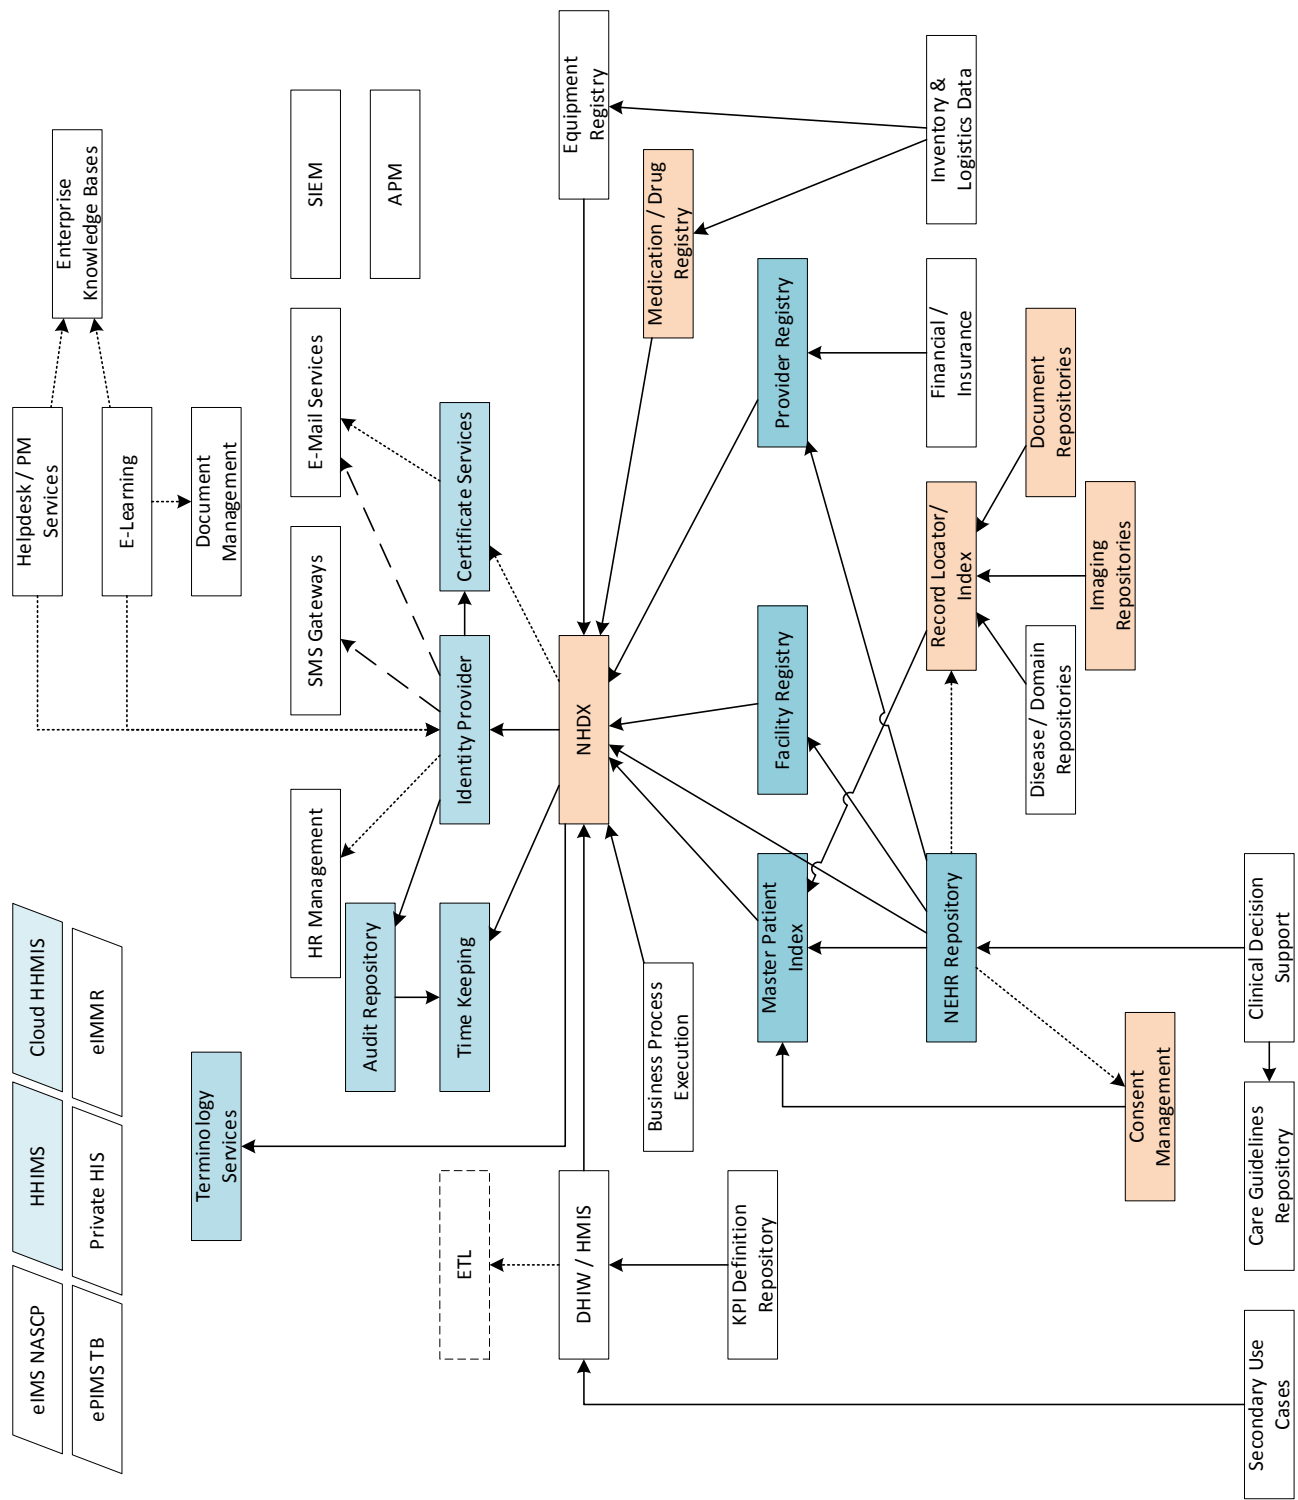 eIMS NASCP
HHIMS
Cloud HHMIS
Helpdesk / PM
Services
ePIMS TB
Private HIS
eIMMR
E-Learning
Enterprise
Knowledge Bases
Terminology
Services
Document
Management
HR Management
SMS Gateways
E-Mail Services
SIEM
Audit Repository
APM
ETL
Time Keeping
Identity Provider
Certificate Services
DHIW / HMIS
NHDX
Equipment
Registry
Business Process
Execution
Medication / Drug
Registry
KPI Definition
Repository
Master Patient
Index
Facility Registry
Provider Registry
NEHR Repository
Record Locator/
Index
Financial /
Insurance
Inventory &
Logistics Data
Disease / Domain
Repositories
Document
Repositories
Imaging
Repositories
Consent
Management
Secondary Use
Cases
Care Guidelines
Repository
Clinical Decision
Support